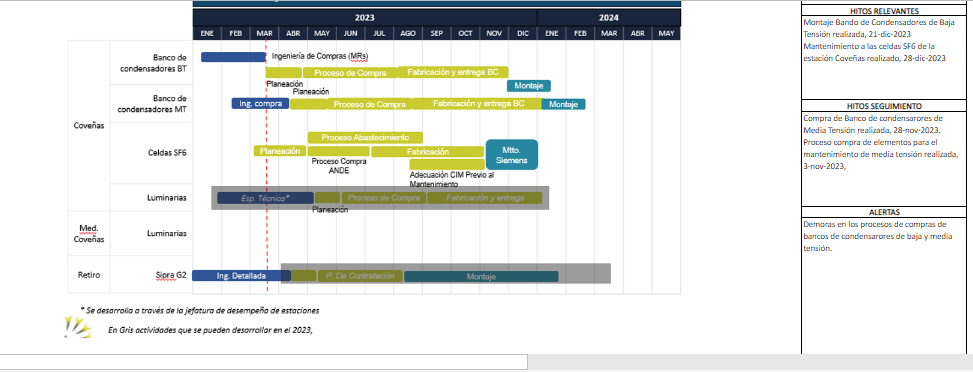 2023
2024
ENE FEB MAR ABR MAY JUN JUL AGO SEP OCT NOV DIC ENE FEB MAR ABR MAY
Coveñas
Banco de
condensadores BT
Ingeniería de Compras (MRs)
Proceso de Compra
Fabricación y entrega BC
Planeación
Montaje
Banco de
condensadores MT
Planeación
Ing. compra
Proceso de Compra
Fabricación y entrega BC
Montaje
Celdas SF6
Proceso Abastecimiento
Planeación
Fabricación
Mtto.
Siemens
Proceso Compra
ANDE
Adecuación CIM Previo al
Mantenimiento
Luminarias
Esp. Técnico*
Proceso de Compra
Fabricación y entrega
Planeación
Med.
Coveñas
Luminarias
Retiro
Sipra G2
Ing. Detallada
P. De Contratación
Montaje
* Se desarrolla a través de la jefatura de desempeño de estaciones
En Gris actividades que se pueden desarrollar en el 2023,
HITOS RELEVANTES
Montaje Bando de Condensadores de Baja
Tensión realizada, 21-dic-2023
Mantenimiento a las celdas SF6 de la
estación Coveñas realizado, 28-dic-2023
HITOS SEGUIMIENTO
Compra de Banco de condensarores de
Media Tensión realizada, 28-nov-2023.
Proceso compra de elementos para el
mantenimiento de media tensión realizada,
3-nov-2023,
ALERTAS
Demoras en los procesos de compras de
bancos de condensarores de baja y media
tensión.